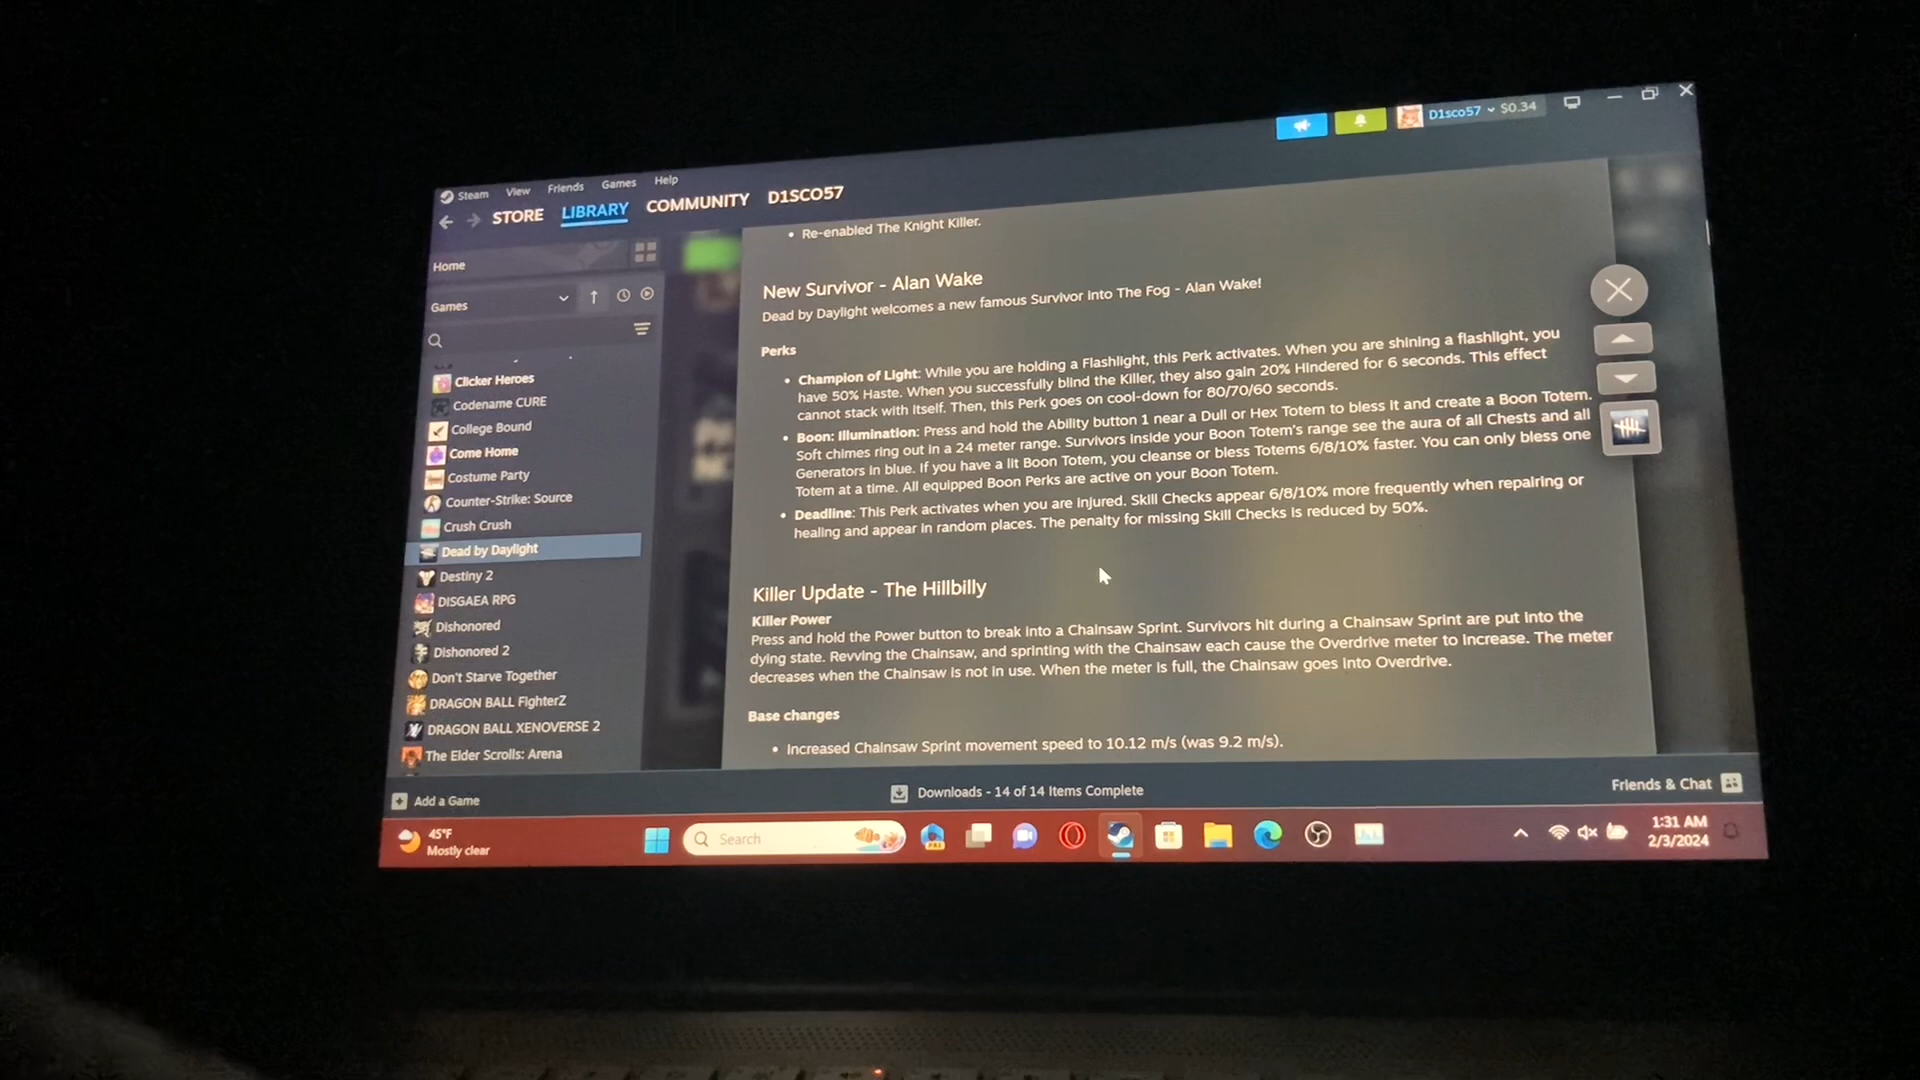 D1sco57 $0.34
Steam View Friends Games Help
STORE LIBRARY COMMUNITY D1SCO57
Home
Games
Clicker Heroes
Codename CURE
College Bound
Come Home
Costume Party
Counter-Strike: Source
Crush Crush
Dead by Daylight
Destiny 2
DISGAEA RPG
Dishonored
Dishonored 2
Don't Starve Together
DRAGON BALL FighterZ
DRAGON BALL XENOVERSE 2
The Elder Scrolls: Arena
• Re-enabled The Knight Killer.
New Survivor - Alan Wake
Dead by Daylight welcomes a new famous Survivor into The Fog - Alan Wake!
Perks
• Champion of Light: While you are holding a Flashlight, this Perk activates. When you are shining a flashlight, you
have 50% Haste. When you successfully blind the Killer, they also gain 20% Hindered for 6 seconds. This effect
cannot stack with itself. Then, this Perk goes on cool-down for 80/70/60 seconds.
• Boon: Illumination: Press and hold the Ability button 1 near a Dull or Hex Totem to bless it and create a Boon Totem.
Soft chimes ring out in a 24 meter range. Survivors inside your Boon Totem's range see the aura of all Chests and all
Generators in blue. If you have a lit Boon Totem, you cleanse or bless Totems 6/8/10% faster. You can only bless one
Totem at a time. All equipped Boon Perks are active on your Boon Totem.
• Deadline: This Perk activates when you are injured. Skill Checks appear 6/8/10% more frequently when repairing or
healing and appear in random places. The penalty for missing Skill Checks is reduced by 50%.
Killer Update - The Hillbilly
Killer Power
Press and hold the Power button to break into a Chainsaw Sprint. Survivors hit during a Chainsaw Sprint are put into the
dying state. Revving the Chainsaw, and sprinting with the Chainsaw each cause the Overdrive meter to increase. The meter
decreases when the Chainsaw is not in use. When the meter is full, the Chainsaw goes into Overdrive.
Base changes
• Increased Chainsaw Sprint movement speed to 10.12 m/s (was 9.2 m/s).
Add a Game
Downloads - 14 of 14 Items Complete
Friends & Chat
45°F
Mostly clear
Search
1:31 AM
2/3/2024